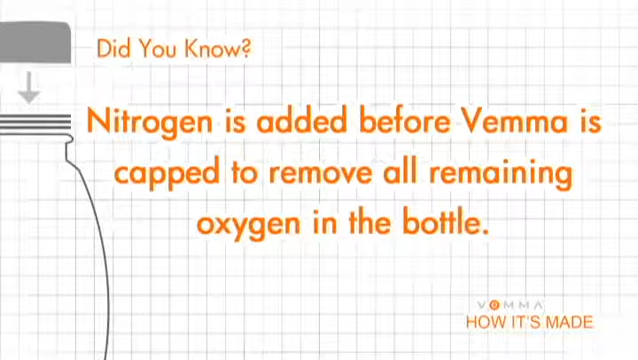 Did You Know?
Nitrogen is added before Vemma is
capped to remove all remaining
oxygen in the bottle.
VEMMA
HOW IT'S MADE